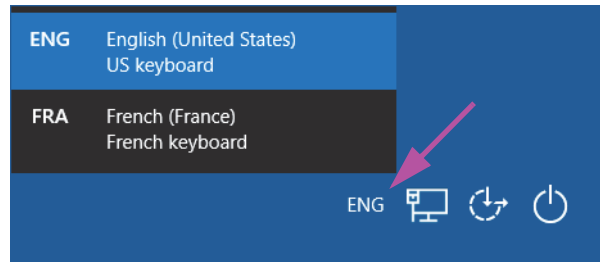 ENG English (United States)
US keyboard
FRA French (France)
French keyboard
ENG